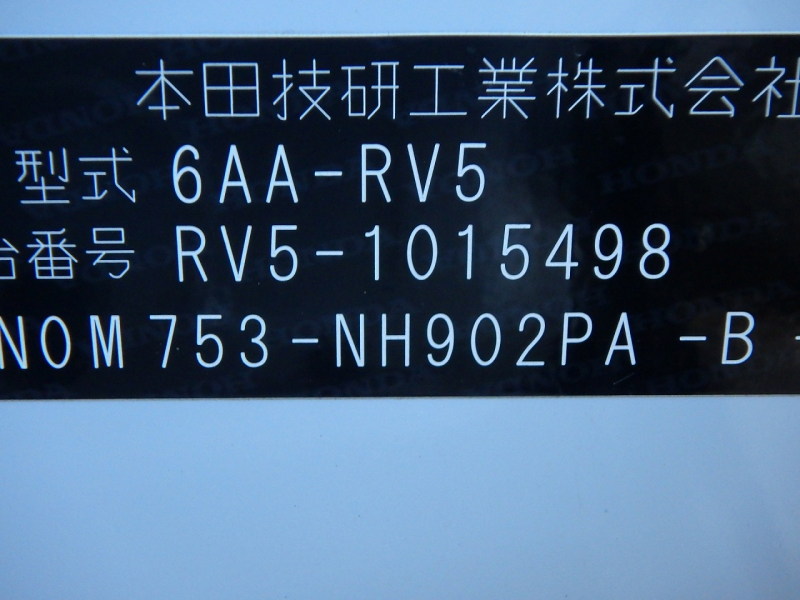 本田技研工業株式会社
型式 6AA-RV5
台番号 RV5-1015498
NOM753-NH902PA -B -